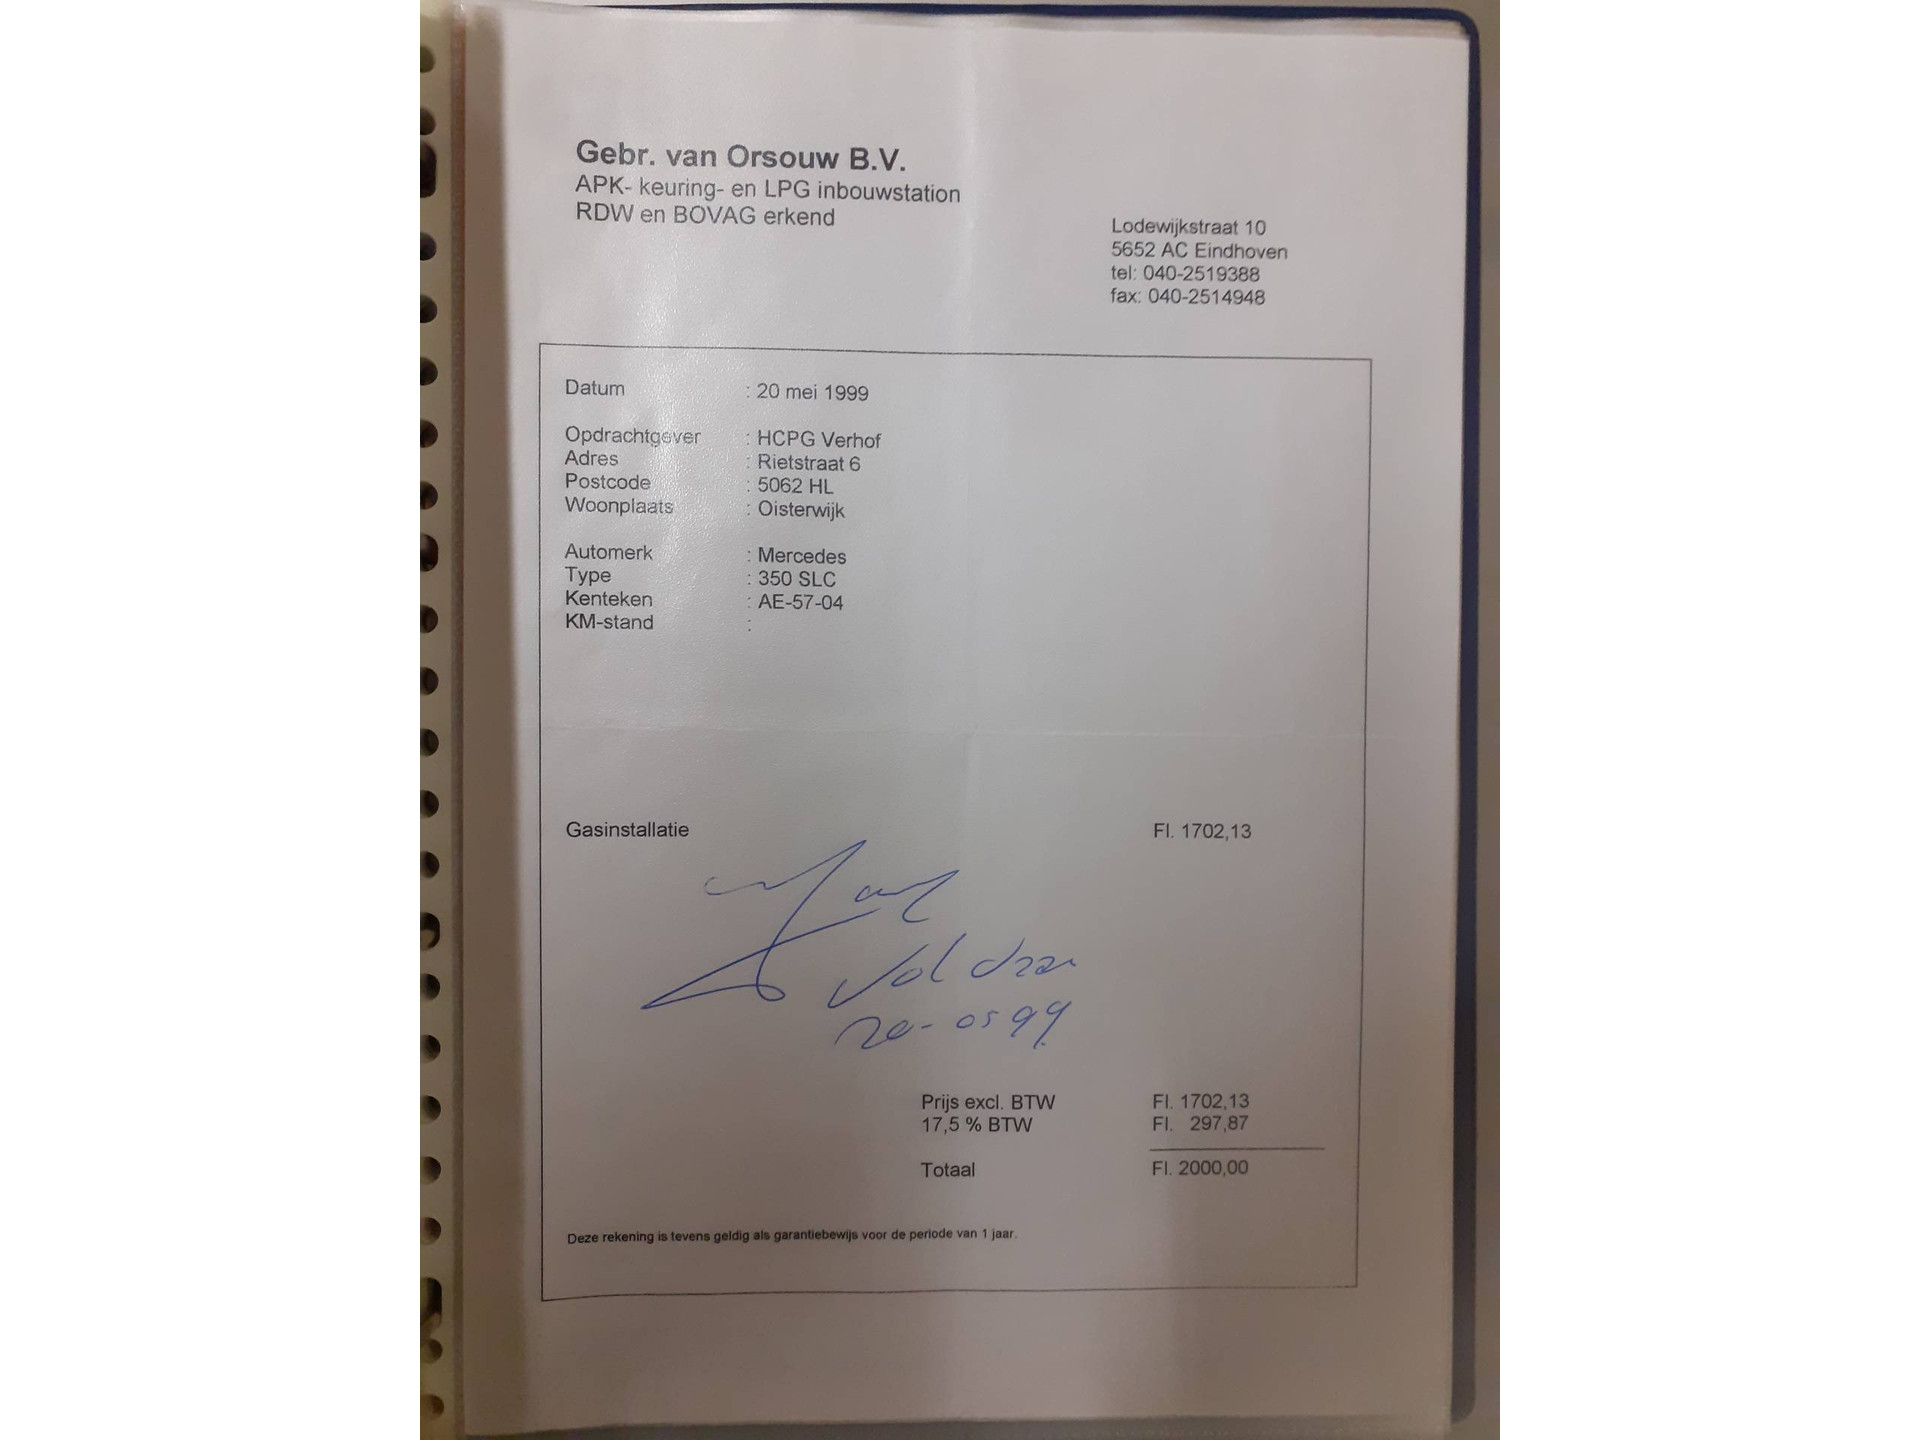 Gebr. van Orsouw B.V.
APK- keuring- en LPG inbouwstation
RDW en BOVAG erkend
Lodewijkstraat 10
5652 AC Eindhoven
tel: 040-2519388
fax: 040-2514948
Datum : 20 mei 1999
Opdrachtgever : HCPG Verhof
Adres : Rietstraat 6
Postcode : 5062 HL
Woonplaats : Oisterwijk
Automerk : Mercedes
Type : 350 SLC
Kenteken : AE-57-04
KM-stand :
Gasinstallatie Fl. 1702,13
Voldaan
20-05 99
Prijs excl. BTW Fl. 1702,13
17,5 % BTW Fl. 297,87
Totaal Fl. 2000,00
Deze rekening is tevens geldig als garantiebewijs voor de periode van 1 jaar.